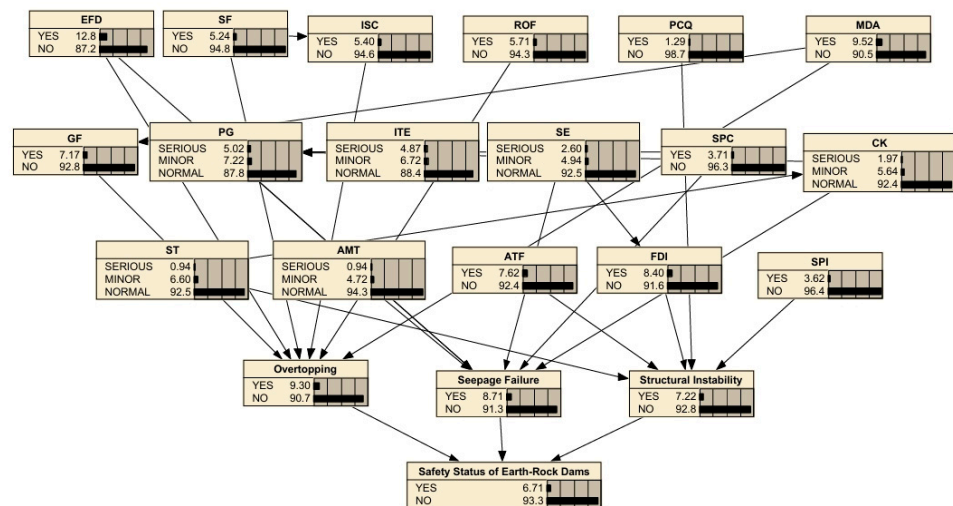 EFD
YES 12.8
NO 87.2
SF
YES 5.24
NO 94.8
ISC
YES 5.40
NO 94.6
ROF
YES 5.71
NO 94.3
PCQ
YES 1.29
NO 98.7
MDA
YES 9.52
NO 90.5
GF
YES 7.17
NO 92.8
PG
SERIOUS 5.02
MINOR 7.22
NORMAL 87.8
ITE
SERIOUS 4.87
MINOR 6.72
NORMAL 88.4
SE
SERIOUS 2.60
MINOR 4.94
NORMAL 92.5
SPC
YES 3.71
NO 96.3
CK
SERIOUS 1.97
MINOR 5.64
NORMAL 92.4
ST
SERIOUS 0.94
MINOR 6.60
NORMAL 92.5
AMT
SERIOUS 0.94
MINOR 4.72
NORMAL 94.3
ATF
YES 7.62
NO 92.4
FDI
YES 8.40
NO 91.6
SPI
YES 3.62
NO 96.4
Overtopping
YES 9.30
NO 90.7
Seepage Failure
YES 8.71
NO 91.3
Structural Instability
YES 7.22
NO 92.8
Safety Status of Earth-Rock Dams
YES 6.71
NO 93.3